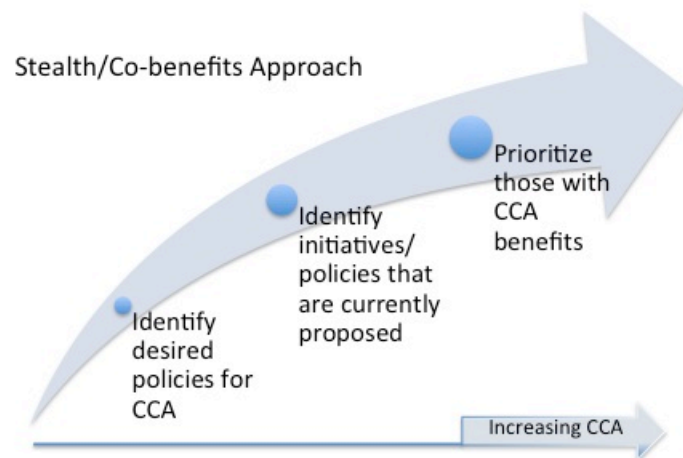 Stealth/Co-benefits Approach
Prioritize
those with
CCA
benefits
Identify
initiatives/
policies that
are currently
proposed
Identify
desired
policies for
CCA
Increasing CCA